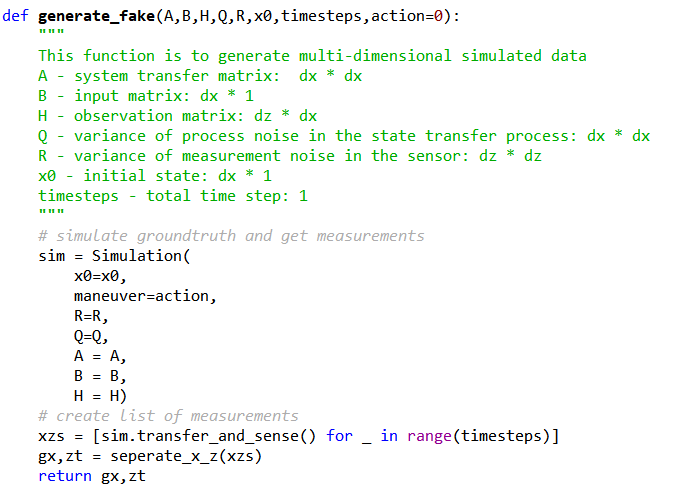 def generate_fake(A,B,H,Q,R,x0,timesteps,action=0):
    """
    This function is to generate multi-dimensional simulated data
    A - system transfer matrix:  dx * dx
    B - input matrix: dx * 1
    H - observation matrix: dz * dx
    Q - variance of process noise in the state transfer process: dx * dx
    R - variance of measurement noise in the sensor: dz * dz
    x0 - initial state: dx * 1
    timesteps - total time step: 1
    """
    # simulate groundtruth and get measurements
    sim = Simulation(
        x0=x0,
        maneuver=action,
        R=R,
        Q=Q,
        A = A,
        B = B,
        H = H)
    # create list of measurements
    xzs = [sim.transfer_and_sense() for _ in range(timesteps)]
    gx,zt = seperate_x_z(xzs)
    return gx,zt